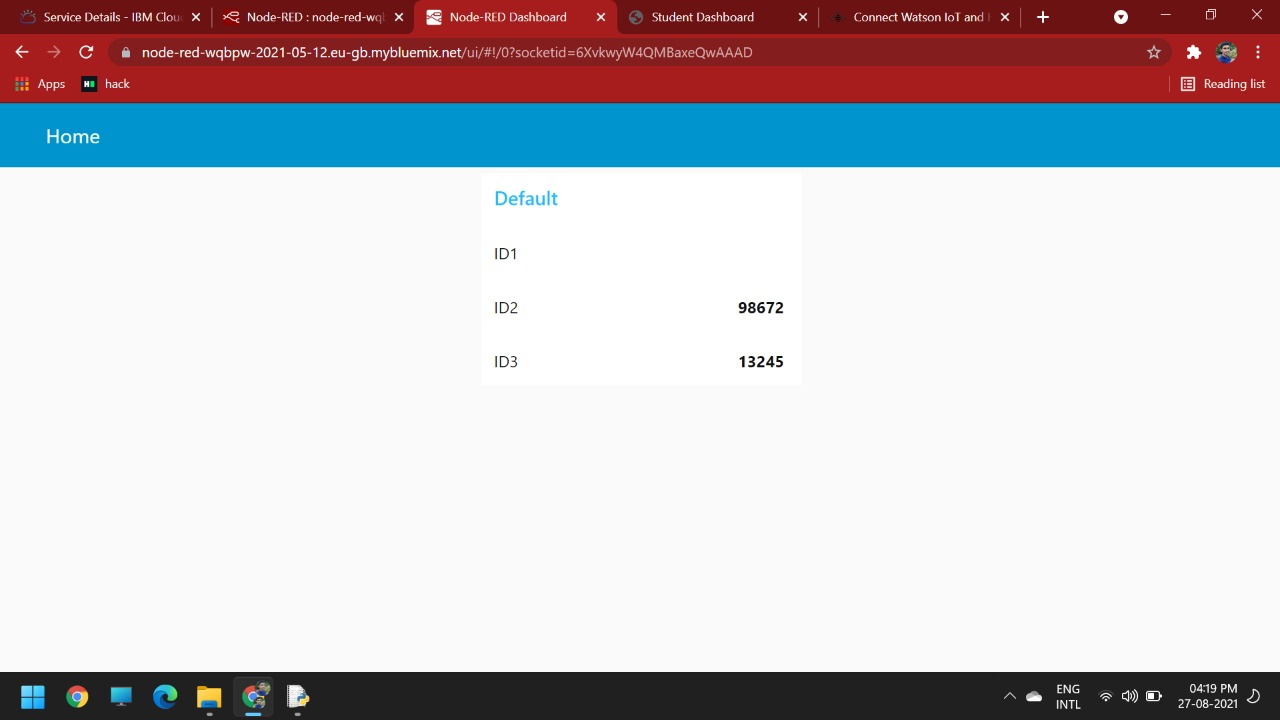 Service Details - IBM Clou
Node-RED : node-red-wqb
Node-RED Dashboard
Student Dashboard
Connect Watson IoT and
node-red-wqbpw-2021-05-12.eu-gb.mybluemix.net/ui/#!/0?socketid=6XvkwyW4QMBaxeQwAAAD
Apps
hack
Reading list
Home
Default
ID1
ID2 98672
ID3 13245
ENG
INTL
04:19 PM
27-08-2021